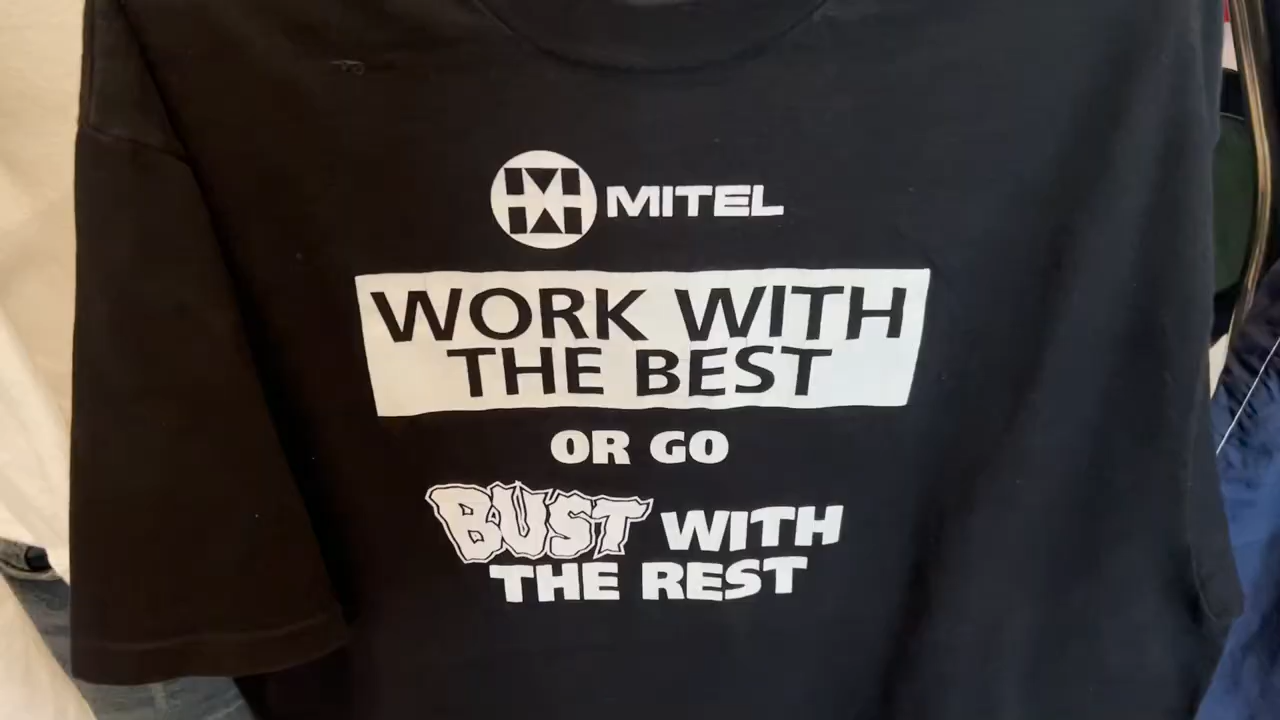 MITEL
WORK WITH
THE BEST
OR GO
BUST WITH
THE REST